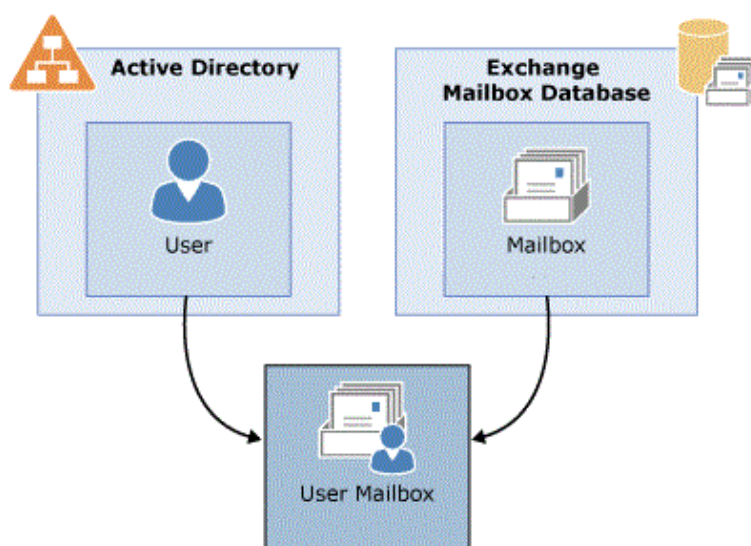 Active Directory
Exchange
Mailbox Database
User
Mailbox
User Mailbox